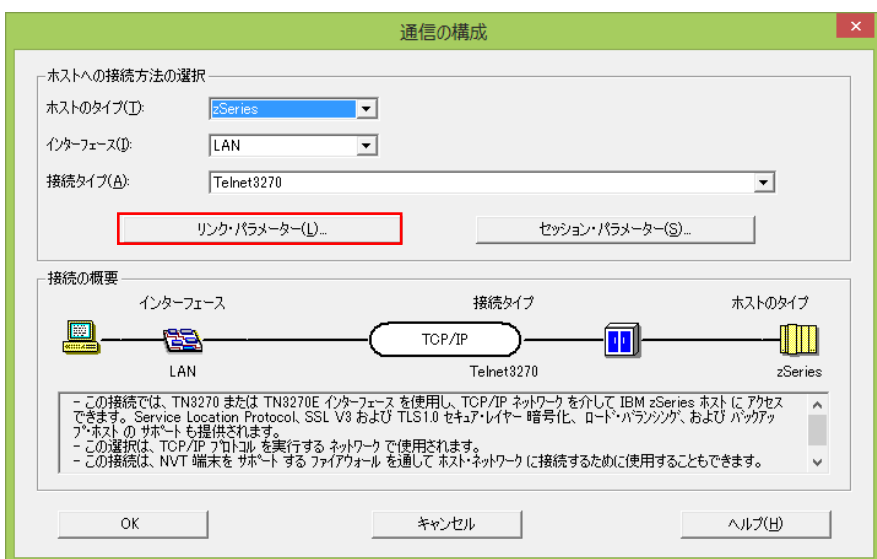 通信の構成
ホストへの接続方法の選択
ホストのタイプ(T):
zSeries
インターフェース(I):
LAN
接続タイプ(A):
Telnet3270
リンク・パラメーター(L)...
セッション・パラメーター(S)...
接続の概要
インターフェース
接続タイプ
ホストのタイプ
TCP/IP
LAN
Telnet3270
zSeries
- この接続では、TN3270 または TN3270E インターフェース を使用し、TCP/IP ネットワーク を介して IBM zSeries ホスト に アクセス
できます。Service Location Protocol、SSL V3 および TLS1.0 セキュア・レイヤー 暗号化、ロード・バランシング、および バックアッ
プ・ホスト の サポート も提供されます。
- この選択は、TCP/IP プロトコル を実行する ネットワーク で使用されます。
- この接続は、NVT 端末を サポート する ファイアウォール を通して ホスト・ネットワーク に接続するために使用することもできます。
OK
キャンセル
ヘルプ(H)